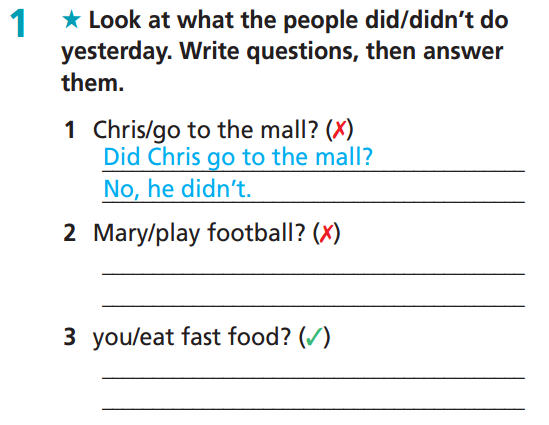 1 ★ Look at what the people did/didn’t do
yesterday. Write questions, then answer
them.
1 Chris/go to the mall? (✗)
Did Chris go to the mall?
No, he didn’t.
2 Mary/play football? (✗)
3 you/eat fast food? (✓)